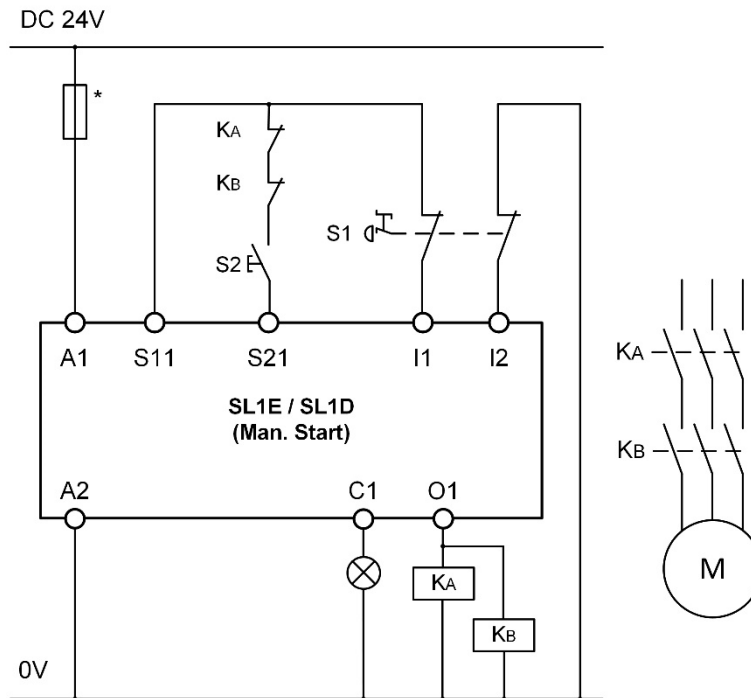 DC 24V
*
KA
KB
S1
S2
A1 S11 S21 I1 I2
SL1E / SL1D
(Man. Start)
A2 C1 O1
KA
KB
0V
KA
KB
M